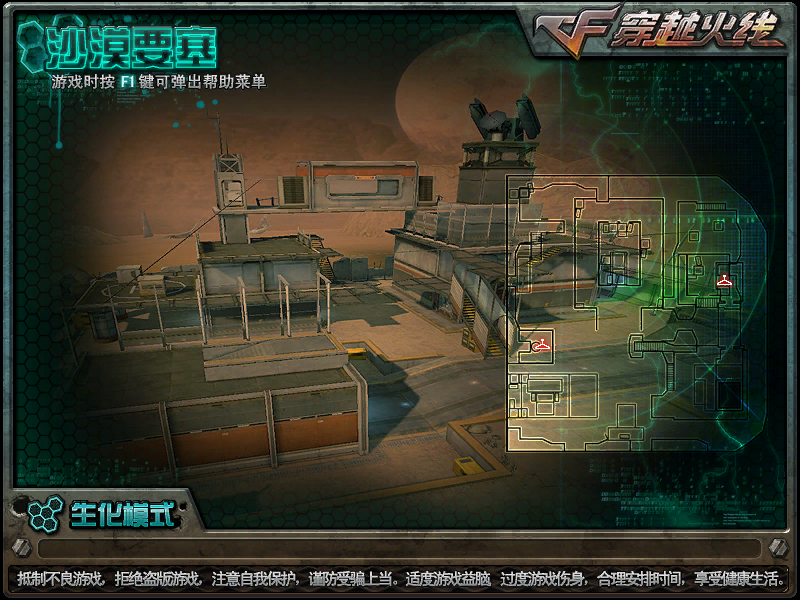 沙漠要塞
CF 穿越火线
游戏时按 F1 键可弹出帮助菜单
生化模式
抵制不良游戏，拒绝盗版游戏，注意自我保护，谨防受骗上当。适度游戏益脑 过度游戏伤身，合理安排时间，享受健康生活。